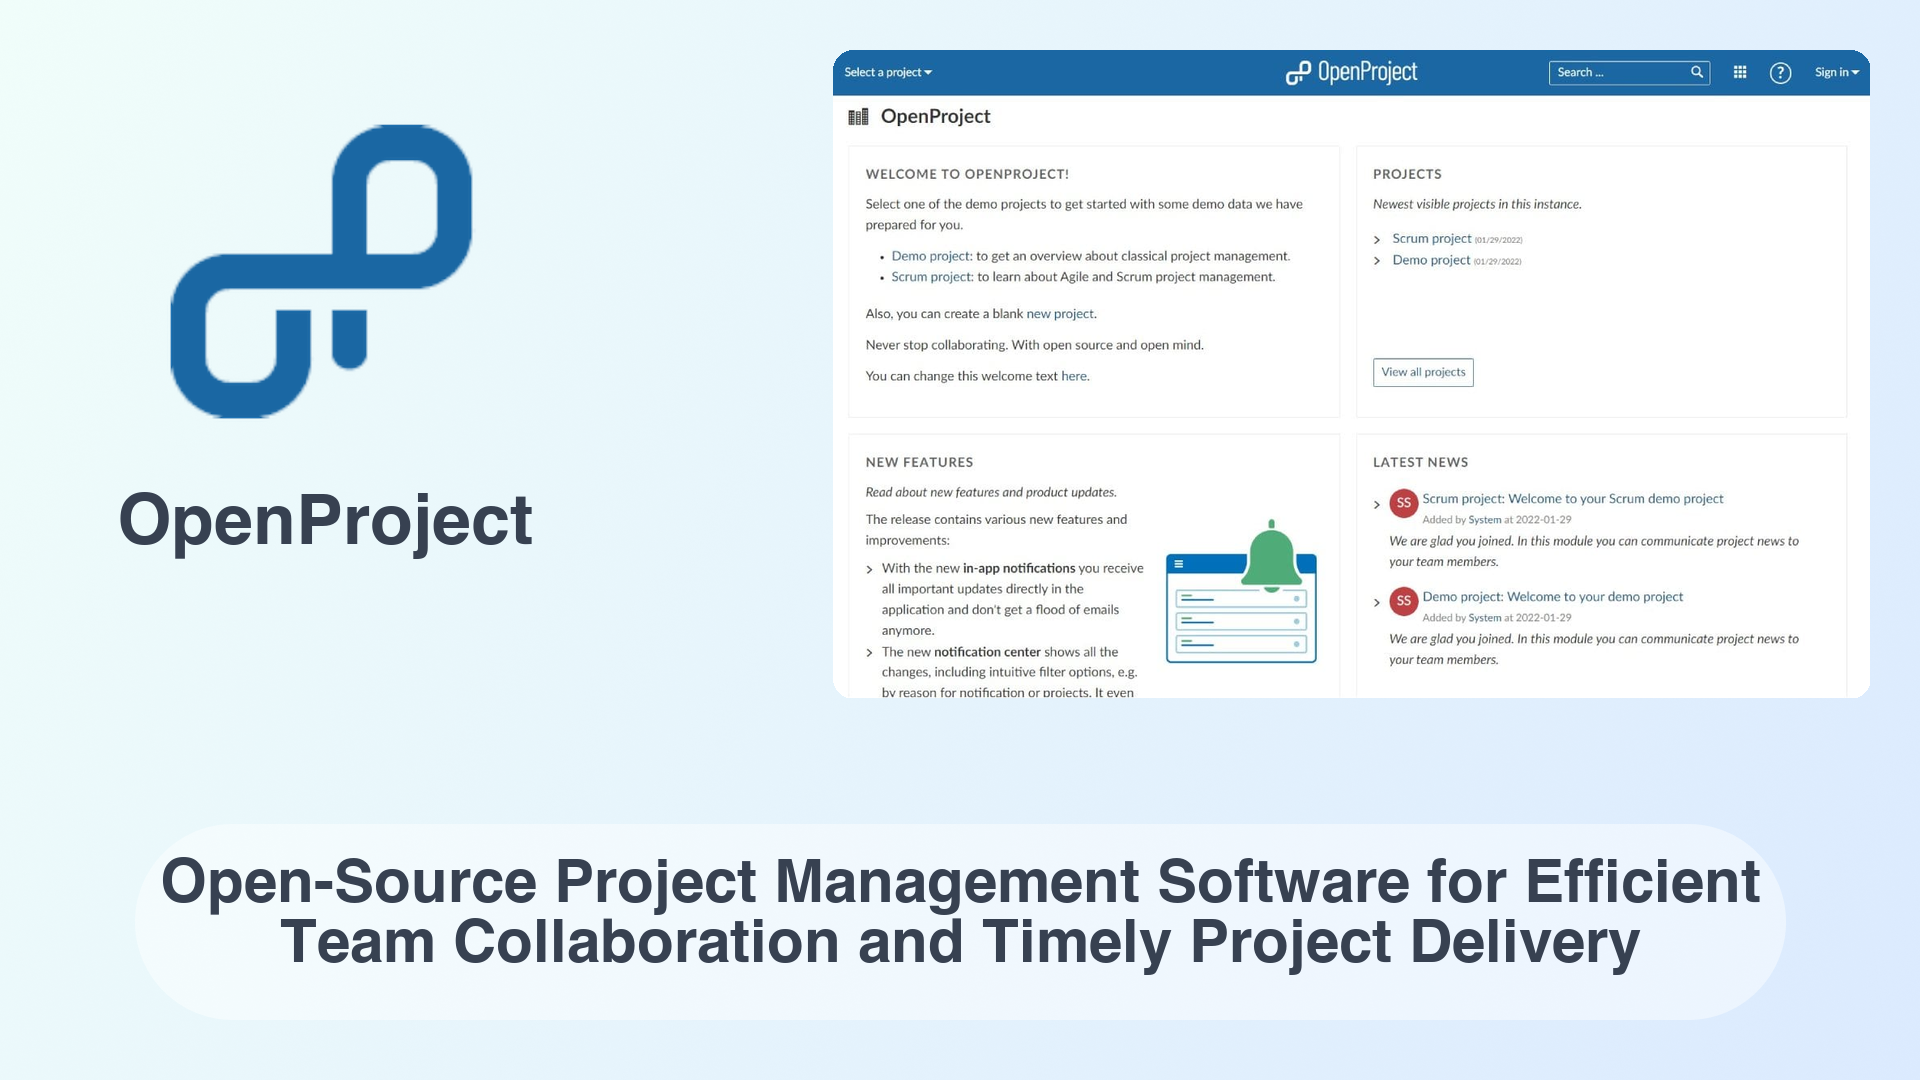 OpenProject
Select a project
OpenProject
Search ...
?
Sign in
OpenProject
WELCOME TO OPENPROJECT!
Select one of the demo projects to get started with some demo data we have
prepared for you.
• Demo project: to get an overview about classical project management.
• Scrum project: to learn about Agile and Scrum project management.
Also, you can create a blank new project.
Never stop collaborating. With open source and open mind.
You can change this welcome text here.
PROJECTS
Newest visible projects in this instance.
Scrum project (01/29/2022)
Demo project (01/29/2022)
View all projects
NEW FEATURES
Read about new features and product updates.
The release contains various new features and
improvements:
With the new in-app notifications you receive
all important updates directly in the
application and don't get a flood of emails
anymore.
The new notification center shows all the
changes, including intuitive filter options, e.g.
by reason for notification or projects. It even
LATEST NEWS
SS
Scrum project: Welcome to your Scrum demo project
Added by System at 2022-01-29
We are glad you joined. In this module you can communicate project news to
your team members.
SS
Demo project: Welcome to your demo project
Added by System at 2022-01-29
We are glad you joined. In this module you can communicate project news to
your team members.
Open-Source Project Management Software for Efficient
Team Collaboration and Timely Project Delivery